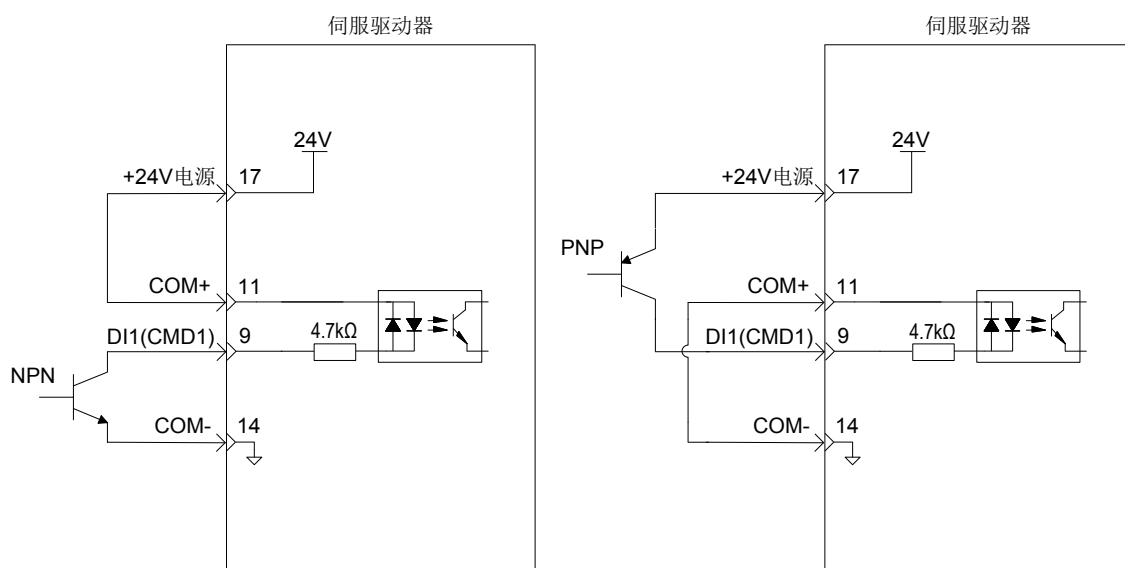 伺服驱动器
24V
+24V电源
17
COM+
11
DI1(CMD1)
9
4.7kΩ
NPN
COM-
14
伺服驱动器
24V
+24V电源
17
PNP
COM+
11
DI1(CMD1)
9
4.7kΩ
COM-
14